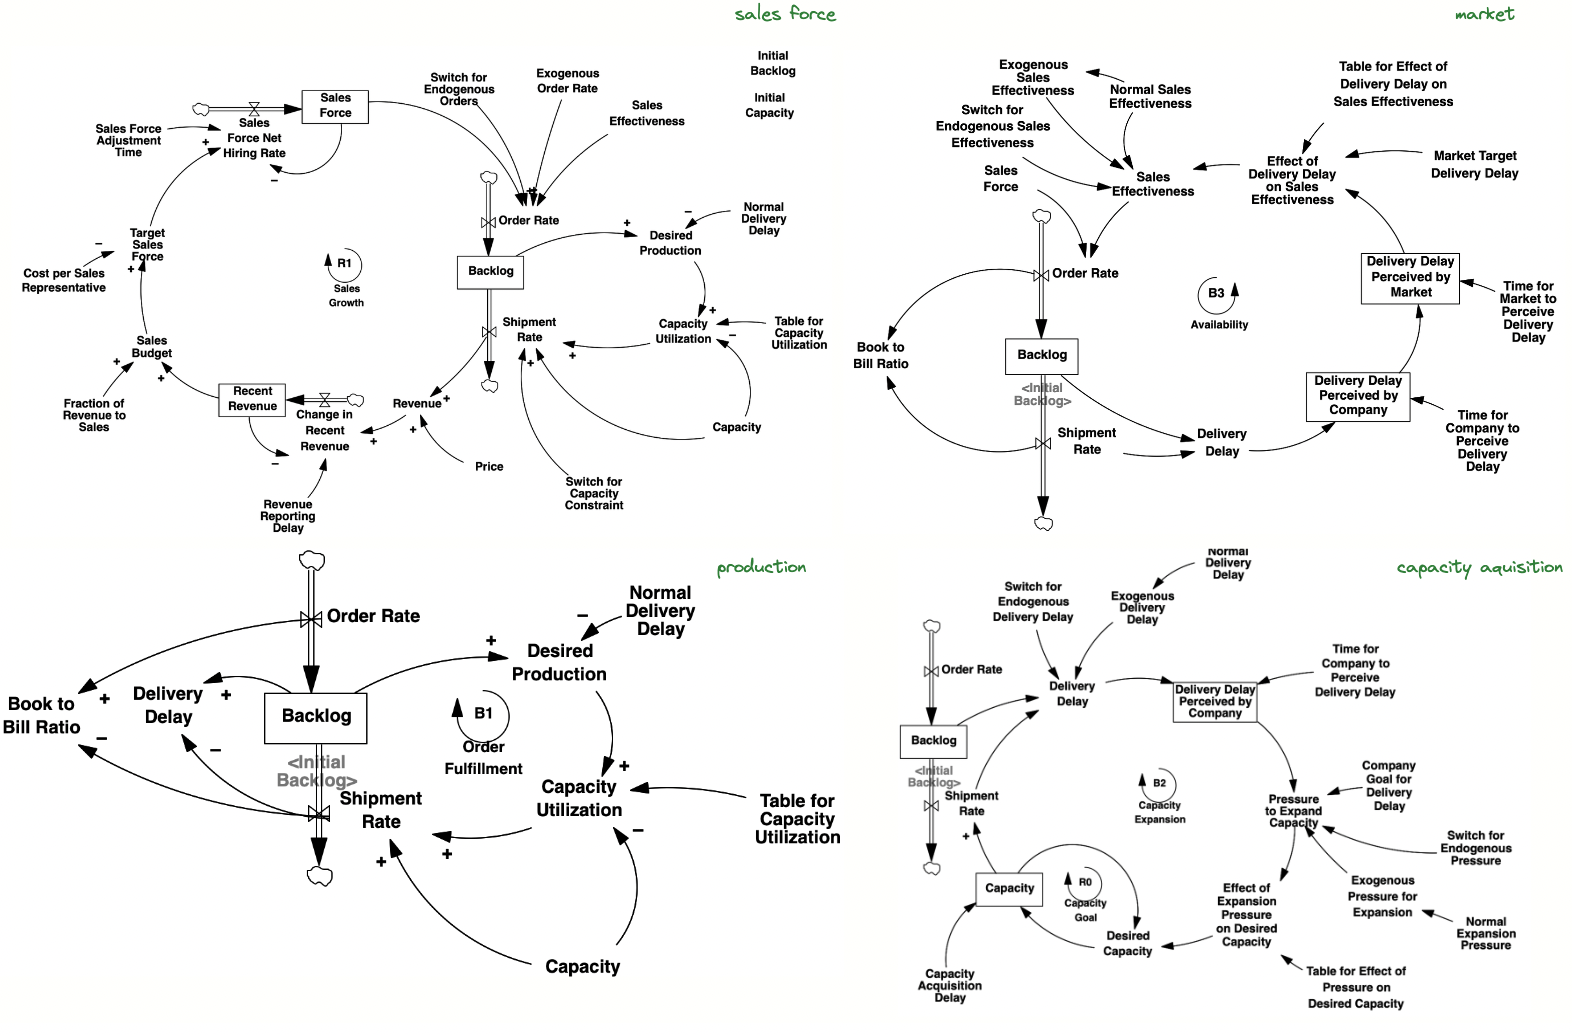 sales force
Initial
Backlog
Initial
Capacity
Switch for
Endogenous
Orders
Exogenous
Order Rate
Sales
Effectiveness
Sales
Force
Sales Force
Adjustment
Time
+
Sales
Force Net
Hiring Rate
–
++
Order Rate
Normal
Delivery
Delay
–
+
Desired
Production
Target
Sales
Force
–
+
Cost per Sales
Representative
R1
Sales
Growth
Backlog
Shipment
Rate
+
+
Capacity
Utilization
+
–
Table for
Capacity
Utilization
Sales
Budget
+
+
Fraction of
Revenue to
Sales
Recent
Revenue
–
Change in
Recent
Revenue
+
Revenue
+
+
Price
Capacity
Switch for
Capacity
Constraint
Revenue
Reporting
Delay
market
Exogenous
Sales
Effectiveness
Normal Sales
Effectiveness
Table for Effect of
Delivery Delay on
Sales Effectiveness
Switch for
Endogenous Sales
Effectiveness
Sales
Force
Sales
Effectiveness
Effect of
Delivery Delay
on Sales
Effectiveness
Market Target
Delivery Delay
Order Rate
B3
Availability
Delivery Delay
Perceived by
Market
Time for
Market to
Perceive
Delivery
Delay
Book to
Bill Ratio
Backlog
<Initial
Backlog>
Shipment
Rate
Delivery
Delay
Delivery Delay
Perceived by
Company
Time for
Company to
Perceive
Delivery
Delay
production
Order Rate
Normal
Delivery
Delay
–
+
Desired
Production
Book to
Bill Ratio
+
–
Delivery
Delay
+
–
Backlog
<Initial
Backlog>
B1
Order
Fulfillment
Shipment
Rate
+
+
Capacity
Utilization
+
–
Table for
Capacity
Utilization
Capacity
capacity aquisition
Normal
Delivery
Delay
Switch for
Endogenous
Delivery Delay
Exogenous
Delivery
Delay
Order Rate
Delivery
Delay
Delivery Delay
Perceived by
Company
Time for
Company to
Perceive
Delivery Delay
Backlog
<Initial
Backlog>
Shipment
Rate
+
B2
Capacity
Expansion
Pressure
to Expand
Capacity
Company
Goal for
Delivery
Delay
Switch for
Endogenous
Pressure
Capacity
R0
Capacity
Goal
Desired
Capacity
Effect of
Expansion
Pressure
on Desired
Capacity
Exogenous
Pressure for
Expansion
Normal
Expansion
Pressure
Capacity
Acquisition
Delay
Table for Effect of
Pressure on
Desired Capacity